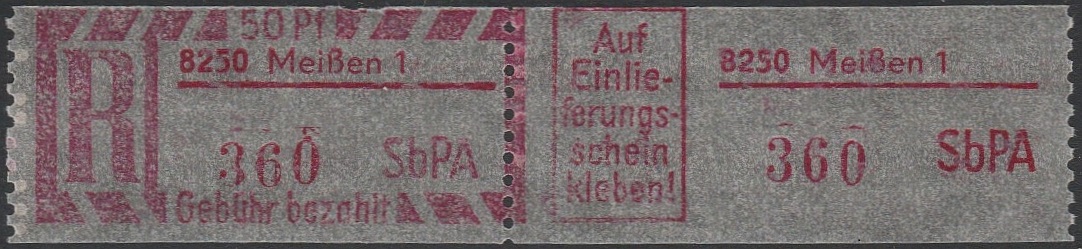 50 Pf
R
8250 Meißen 1
360 SbPA
Gebühr bezahlt
Auf
Einlie-
ferungs-
schein
kleben!
8250 Meißen 1
360 SbPA